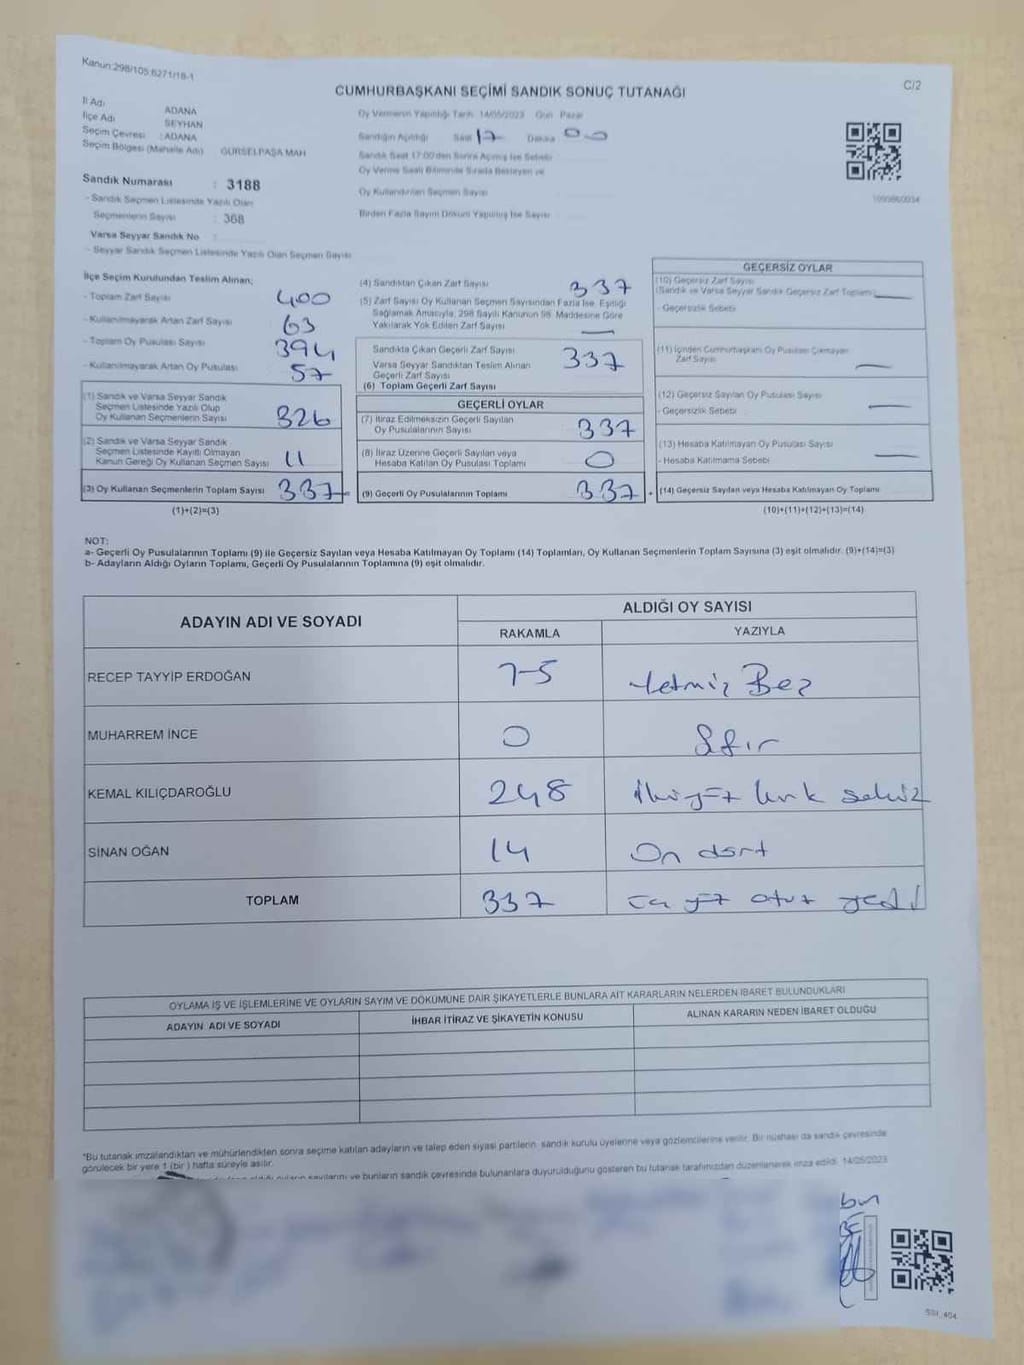 Kanun:298/105 6271/18-1
CUMHURBAŞKANI SEÇİMİ SANDIK SONUÇ TUTANAĞI
C/2
İl Adı ADANA
İlçe Adı SEYHAN
Seçim Çevresi : ADANA
Seçim Bölgesi (Mahalle Adı) GÜRSELPAŞA MAH
Sandık Numarası : 3188
- Sandık Seçmen Listesinde Yazılı Olan
Seçmenlerin Sayısı : 368
Varsa Seyyar Sandık No
- Seyyar Sandık Seçmen Listesinde Yazılı Olan Seçmen Sayısı
Oy Vermenin Yapıldığı Tarih 14/05/2023 Gün Pazar
Sandığın Açıldığı Saat 17 Dakika 00
Sandık Saat 17:00'den Sonra Açılmış İse Sebebi
Oy Verme Saati Bitiminde Sırada Bekleyen ve
Oy Kullandırılan Seçmen Sayısı
Birden Fazla Sayım Döküm Yapılmış İse Sayısı
İlçe Seçim Kurulundan Teslim Alınan;
- Toplam Zarf Sayısı 400
- Kullanılmayarak Artan Zarf Sayısı 63
- Toplam Oy Pusulası Sayısı 394
- Kullanılmayarak Artan Oy Pusulası 57
(1) Sandık ve Varsa Seyyar Sandık
Seçmen Listesinde Yazılı Olup
Oy Kullanan Seçmenlerin Sayısı 326
(2) Sandık ve Varsa Seyyar Sandık
Seçmen Listesinde Kayıtlı Olmayan
Kanun Gereği Oy Kullanan Seçmen Sayısı 11
(3) Oy Kullanan Seçmenlerin Toplam Sayısı 337
(1)+(2)=(3)
(4) Sandıktan Çıkan Zarf Sayısı 337
(5) Zarf Sayısı Oy Kullanan Seçmen Sayısından Fazla İse, Eşitliği
Sağlamak Amacıyla, 298 Sayılı Kanunun 98. Maddesine Göre
Yakılarak Yok Edilen Zarf Sayısı —
Sandıkta Çıkan Geçerli Zarf Sayısı 337
Varsa Seyyar Sandıktan Teslim Alınan
Geçerli Zarf Sayısı
(6) Toplam Geçerli Zarf Sayısı
GEÇERLİ OYLAR
(7) İtiraz Edilmeksizin Geçerli Sayılan
Oy Pusulalarının Sayısı 337
(8) İtiraz Üzerine Geçerli Sayılan veya
Hesaba Katılan Oy Pusulası Toplamı 0
(9) Geçerli Oy Pusulalarının Toplamı 337
GEÇERSİZ OYLAR
(10) Geçersiz Zarf Sayısı
(Sandık ve Varsa Seyyar Sandık Geçersiz Zarf Toplamı) —
- Geçersizlik Sebebi
(11) İçinden Cumhurbaşkanı Oy Pusulası Çıkmayan
Zarf Sayısı —
(12) Geçersiz Sayılan Oy Pusulası Sayısı —
- Geçersizlik Sebebi
(13) Hesaba Katılmayan Oy Pusulası Sayısı —
- Hesaba Katılmama Sebebi
(14) Geçersiz Sayılan veya Hesaba Katılmayan Oy Toplamı
(10)+(11)+(12)+(13)=(14)
NOT:
a- Geçerli Oy Pusulalarının Toplamı (9) ile Geçersiz Sayılan veya Hesaba Katılmayan Oy Toplamı (14) Toplamları, Oy Kullanan Seçmenlerin Toplam Sayısına (3) eşit olmalıdır. (9)+(14)=(3)
b- Adayların Aldığı Oyların Toplamı, Geçerli Oy Pusulalarının Toplamına (9) eşit olmalıdır.
ADAYIN ADI VE SOYADI ALDIĞI OY SAYISI
RAKAMLA YAZIYLA
RECEP TAYYİP ERDOĞAN 75 Yetmiş Beş
MUHARREM İNCE 0 Sıfır
KEMAL KILIÇDAROĞLU 248 İkiyüz kırk sekiz
SİNAN OĞAN 14 On dört
TOPLAM 337 üç yüz otuz yedi
OYLAMA İŞ VE İŞLEMLERİNE VE OYLARIN SAYIM VE DÖKÜMÜNE DAİR ŞİKAYETLERLE BUNLARA AİT KARARLARIN NELERDEN İBARET BULUNDUKLARI
ADAYIN ADI VE SOYADI İHBAR İTİRAZ VE ŞİKAYETİN KONUSU ALINAN KARARIN NEDEN İBARET OLDUĞU
*Bu tutanak imzalandıktan ve mühürlendikten sonra seçime katılan adayların ve talep eden siyasi partilerin sandık kurulu üyelerine veya gözlemcilerine verilir. Bir nüshası da sandık çevresinde
görülecek bir yere 1 (bir) hafta süreyle asılır.
oyların sayılarını ve bunların sandık çevresinde bulunanlara duyurulduğunu gösteren bu tutanak tarafımızdan düzenlenerek imza edildi. 14/05/2023